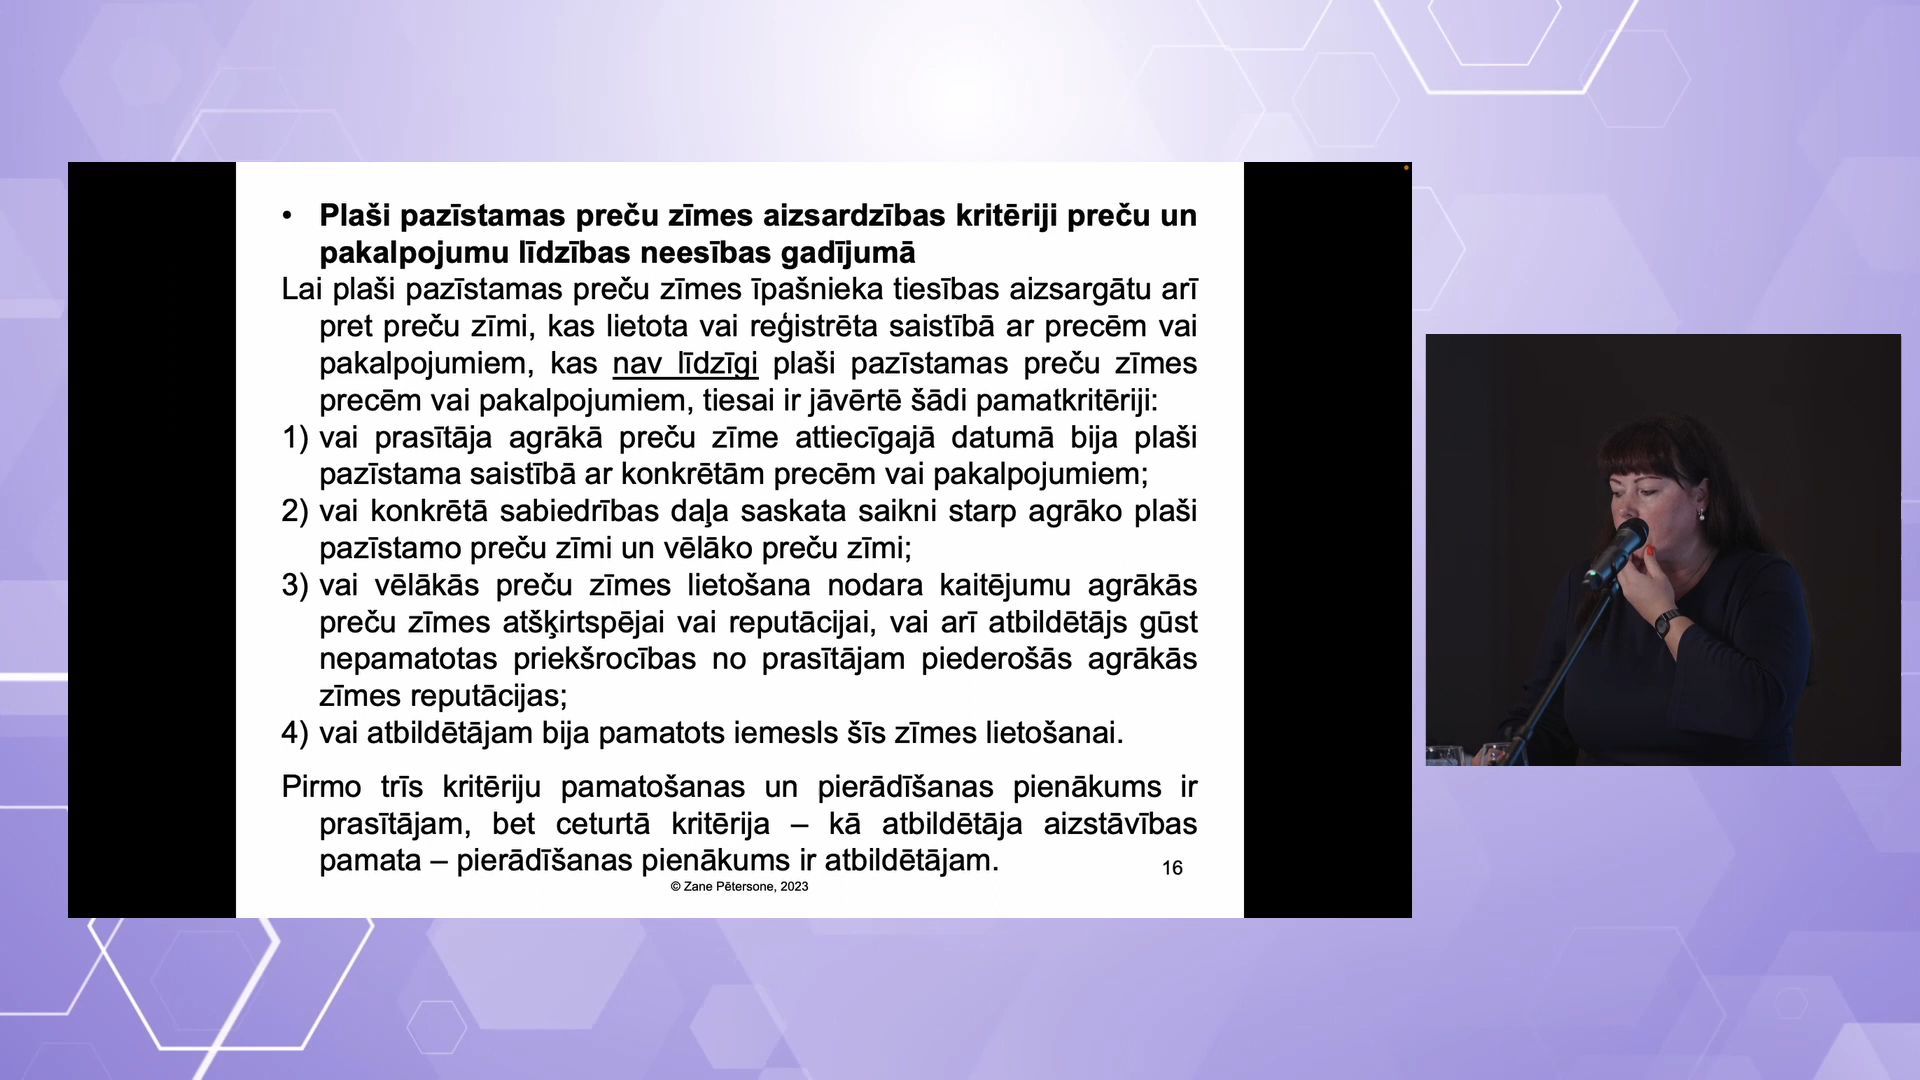 • Plaši pazīstamas preču zīmes aizsardzības kritēriji preču un
pakalpojumu līdzības neesības gadījumā
Lai plaši pazīstamas preču zīmes īpašnieka tiesības aizsargātu arī
pret preču zīmi, kas lietota vai reģistrēta saistībā ar precēm vai
pakalpojumiem, kas nav līdzīgi plaši pazīstamas preču zīmes
precēm vai pakalpojumiem, tiesai ir jāvērtē šādi pamatkritēriji:
1) vai prasītāja agrākā preču zīme attiecīgajā datumā bija plaši
pazīstama saistībā ar konkrētām precēm vai pakalpojumiem;
2) vai konkrētā sabiedrības daļa saskata saikni starp agrāko plaši
pazīstamo preču zīmi un vēlāko preču zīmi;
3) vai vēlākās preču zīmes lietošana nodara kaitējumu agrākās
preču zīmes atšķirtspējai vai reputācijai, vai arī atbildētājs gūst
nepamatotas priekšrocības no prasītājam piederošās agrākās
zīmes reputācijas;
4) vai atbildētājam bija pamatots iemesls šīs zīmes lietošanai.
Pirmo trīs kritēriju pamatošanas un pierādīšanas pienākums ir
prasītājam, bet ceturtā kritērija – kā atbildētāja aizstāvības
pamata – pierādīšanas pienākums ir atbildētājam.
16
© Zane Pētersone, 2023